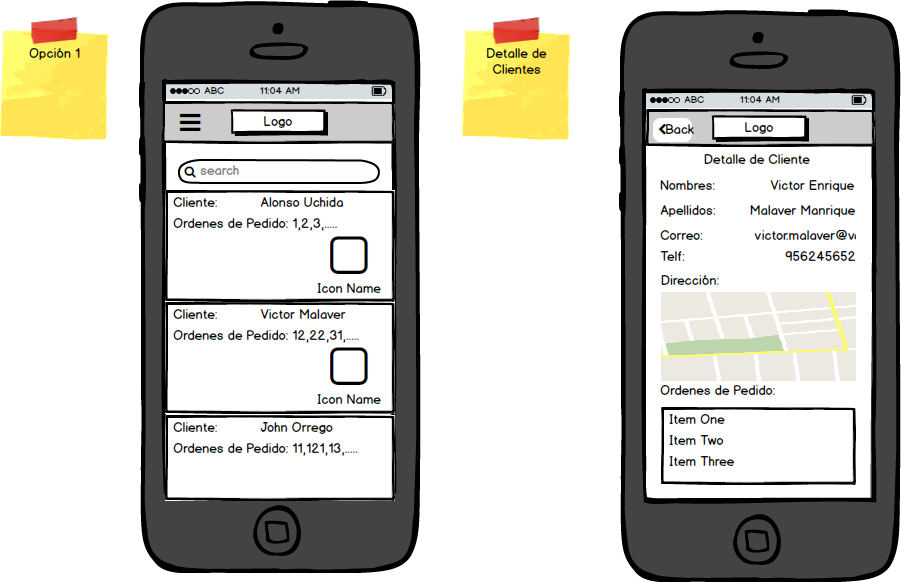 Opción 1
ABC 11:04 AM
Logo
search
Cliente: Alonso Uchida
Ordenes de Pedido: 1,2,3,.....
Icon Name
Cliente: Victor Malaver
Ordenes de Pedido: 12,22,31,.....
Icon Name
Cliente: John Orrego
Ordenes de Pedido: 11,121,13,.....
Detalle de
Clientes
ABC 11:04 AM
Back Logo
Detalle de Cliente
Nombres: Victor Enrique
Apellidos: Malaver Manrique
Correo: victor.malaver@
Telf: 956245652
Dirección:
Ordenes de Pedido:
Item One
Item Two
Item Three